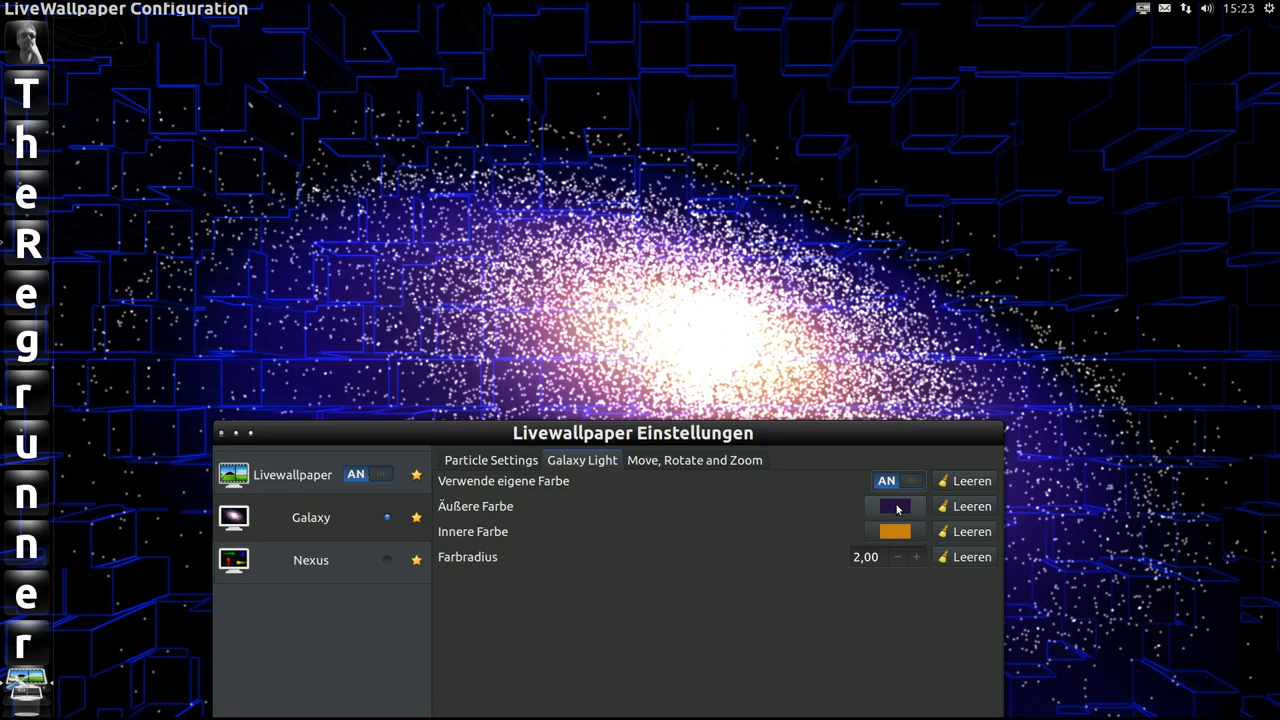 LiveWallpaper Configuration
15:23
T
h
e
R
e
g
r
u
n
n
e
r
Livewallpaper Einstellungen
Livewallpaper AN
Galaxy
Nexus
Particle Settings Galaxy Light Move, Rotate and Zoom
Verwende eigene Farbe AN Leeren
Äußere Farbe Leeren
Innere Farbe Leeren
Farbradius 2,00 − + Leeren